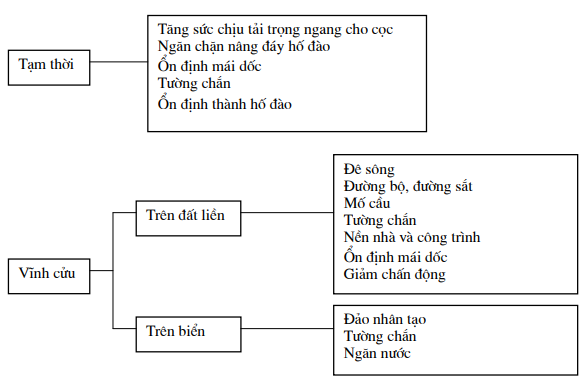 Tạm thời
Tăng sức chịu tải trọng ngang cho cọc
Ngăn chặn nâng đáy hố đào
Ổn định mái dốc
Tường chắn
Ổn định thành hố đào
Vĩnh cửu
Trên đất liền
Đê sông
Đường bộ, đường sắt
Mố cầu
Tường chắn
Nền nhà và công trình
Ổn định mái dốc
Giảm chấn động
Trên biển
Đảo nhân tạo
Tường chắn
Ngăn nước